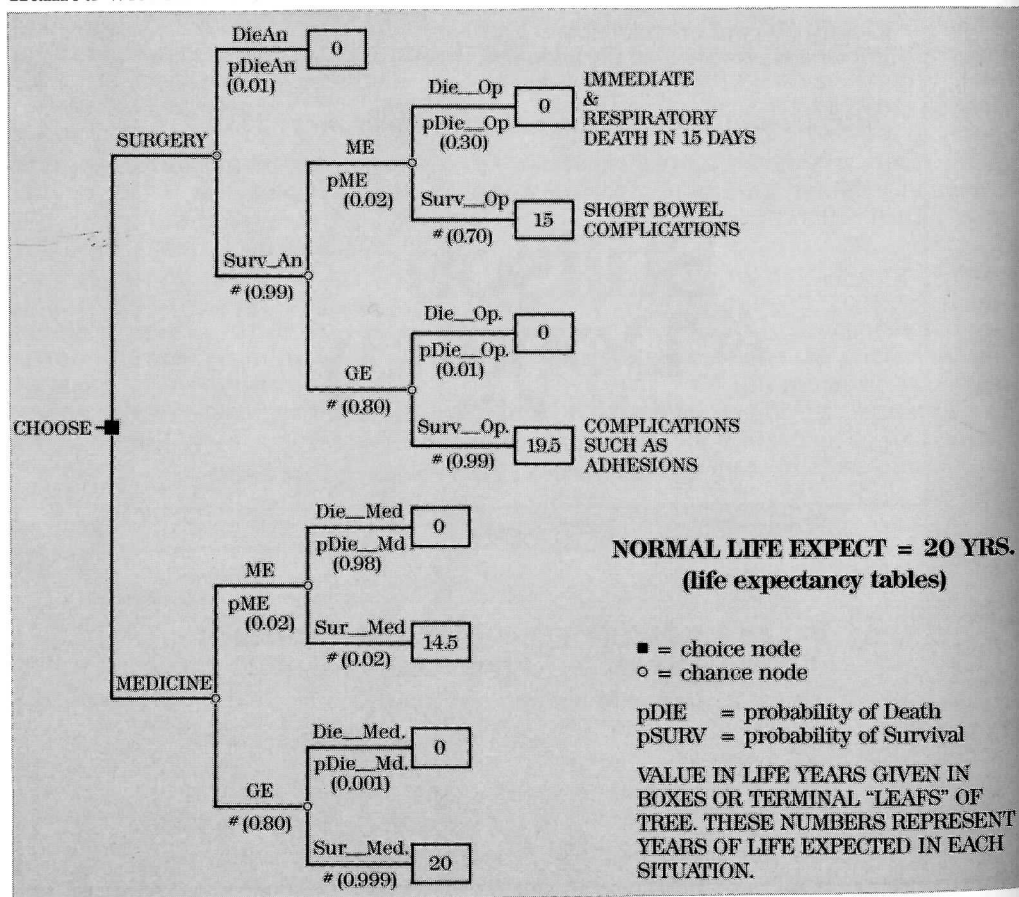 DieAn
0
pDieAn
(0.01)
SURGERY
Surv_An
# (0.99)
ME
pME
(0.02)
Die__Op
0
pDie__Op
(0.30)
IMMEDIATE
&
RESPIRATORY
DEATH IN 15 DAYS
Surv__Op
15
# (0.70)
SHORT BOWEL
COMPLICATIONS
GE
# (0.80)
Die__Op.
0
pDie__Op.
(0.01)
Surv__Op.
19.5
# (0.99)
COMPLICATIONS
SUCH AS
ADHESIONS
CHOOSE
MEDICINE
ME
pME
(0.02)
Die__Med
0
pDie__Md
(0.98)
Sur__Med
14.5
# (0.02)
GE
# (0.80)
Die__Med.
0
pDie__Md.
(0.001)
Sur__Med.
20
# (0.999)
NORMAL LIFE EXPECT = 20 YRS.
(life expectancy tables)
■ = choice node
○ = chance node
pDIE = probability of Death
pSURV = probability of Survival
VALUE IN LIFE YEARS GIVEN IN
BOXES OR TERMINAL “LEAFS” OF
TREE. THESE NUMBERS REPRESENT
YEARS OF LIFE EXPECTED IN EACH
SITUATION.